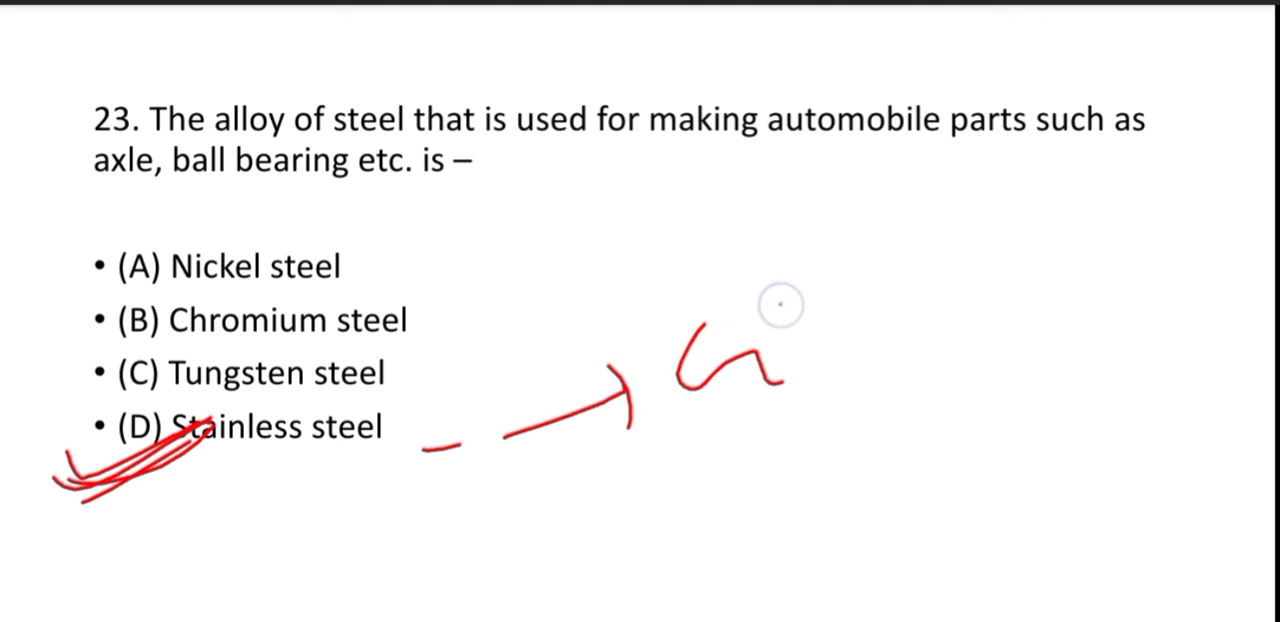 23. The alloy of steel that is used for making automobile parts such as
axle, ball bearing etc. is –
• (A) Nickel steel
• (B) Chromium steel
• (C) Tungsten steel
• (D) Stainless steel